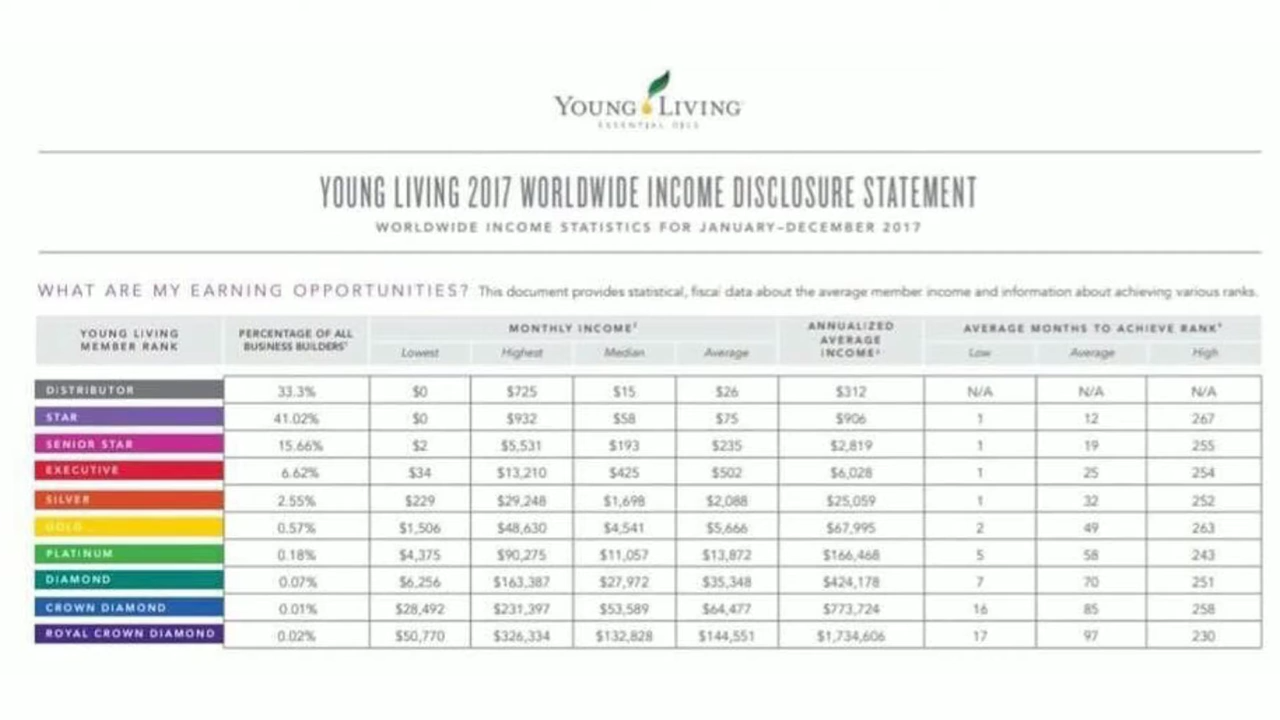 YOUNG LIVING
ESSENTIAL OILS
YOUNG LIVING 2017 WORLDWIDE INCOME DISCLOSURE STATEMENT
WORLDWIDE INCOME STATISTICS FOR JANUARY–DECEMBER 2017
WHAT ARE MY EARNING OPPORTUNITIES? This document provides statistical, fiscal data about the average member income and information about achieving various ranks.
YOUNG LIVING MEMBER RANK PERCENTAGE OF ALL BUSINESS BUILDERS¹ MONTHLY INCOME² ANNUALIZED AVERAGE INCOME³ AVERAGE MONTHS TO ACHIEVE RANK⁴
Lowest Highest Median Average Low Average High
DISTRIBUTOR 33.3% $0 $725 $15 $26 $312 N/A N/A N/A
STAR 41.02% $0 $932 $58 $75 $906 1 12 267
SENIOR STAR 15.66% $2 $5,531 $193 $235 $2,819 1 19 255
EXECUTIVE 6.62% $34 $13,210 $425 $502 $6,028 1 25 254
SILVER 2.55% $229 $29,248 $1,698 $2,088 $25,059 1 32 252
GOLD 0.57% $1,506 $48,630 $4,541 $5,666 $67,995 2 49 263
PLATINUM 0.18% $4,375 $90,275 $11,057 $13,872 $166,468 5 58 243
DIAMOND 0.07% $6,256 $163,387 $27,972 $35,348 $424,178 7 70 251
CROWN DIAMOND 0.01% $28,492 $231,397 $53,589 $64,477 $773,724 16 85 258
ROYAL CROWN DIAMOND 0.02% $50,770 $326,334 $132,828 $144,551 $1,734,606 17 97 230